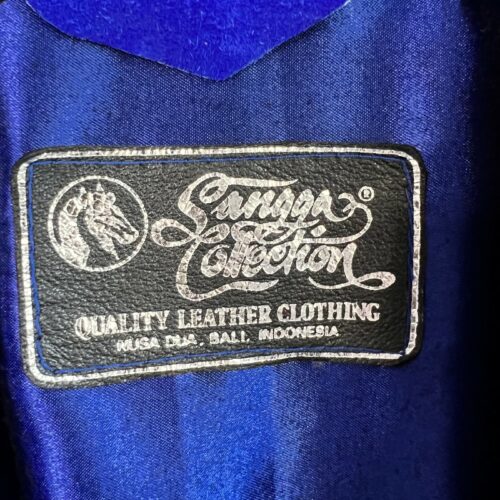 Sangga ®
Collection
QUALITY LEATHER CLOTHING
NUSA DUA, BALI, INDONESIA